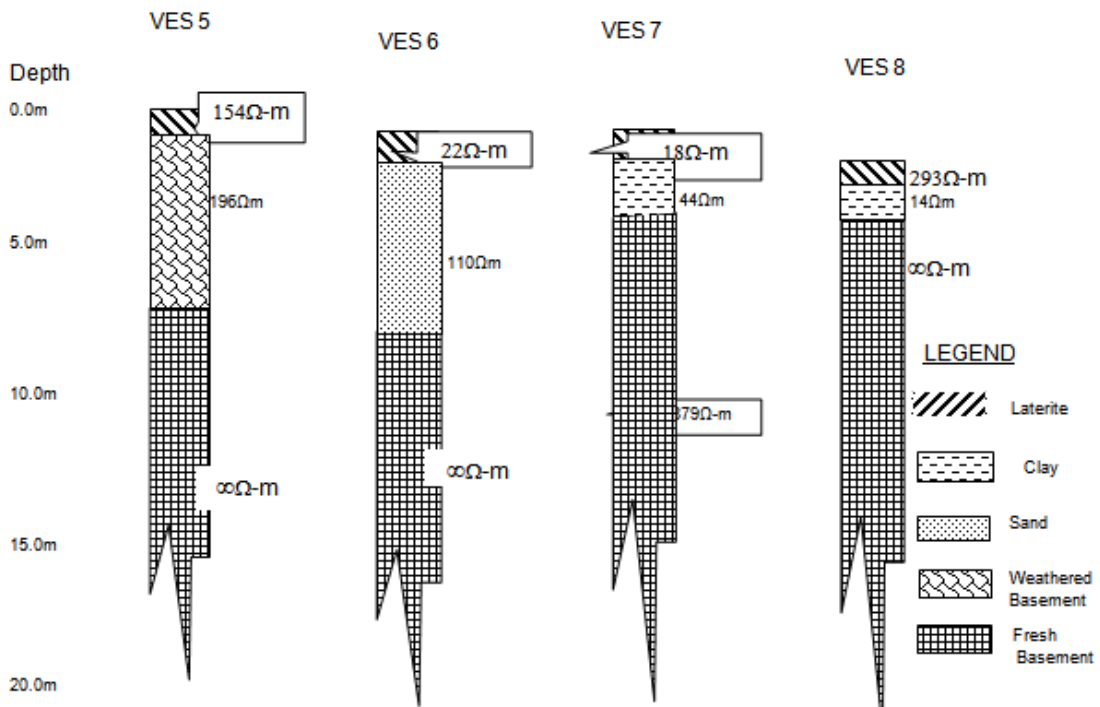 VES 5
VES 6
VES 7
VES 8
Depth
0.0m
5.0m
10.0m
15.0m
20.0m
154Ω-m
196Ωm
∞Ω-m
22Ω-m
110Ωm
∞Ω-m
18Ω-m
44Ωm
379Ω-m
293Ω-m
14Ωm
∞Ω-m
LEGEND
Laterite
Clay
Sand
Weathered
Basement
Fresh
Basement